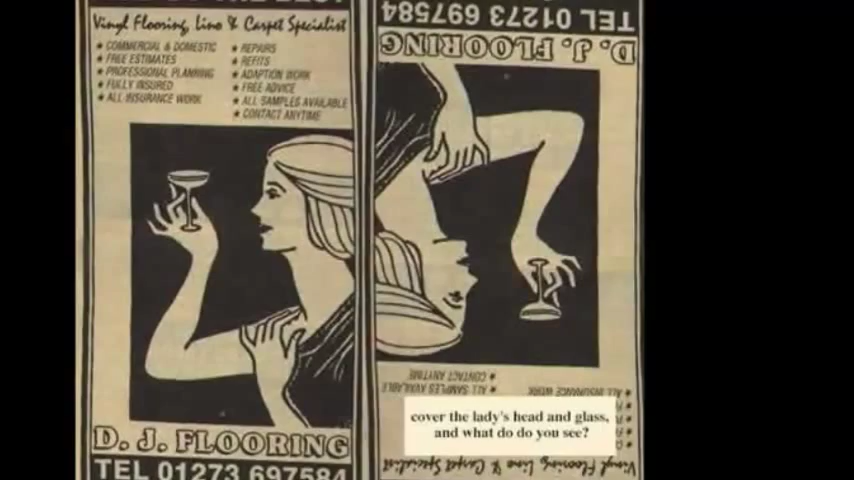 Vinyl Flooring, Lino & Carpet Specialist
★ COMMERCIAL & DOMESTIC
★ FREE ESTIMATES
★ PROFESSIONAL PLANNING
★ FULLY INSURED
★ ALL INSURANCE WORK
★ REPAIRS
★ REFITS
★ ADAPTION WORK
★ FREE ADVICE
★ ALL SAMPLES AVAILABLE
★ CONTACT ANYTIME
D. J. FLOORING
TEL 01273 697584
TEL 01273 697584
D. J. FLOORING
★ CONTACT ANYTIME
★ ALL SAMPLES AVAILABLE
★ ALL INSURANCE WORK
cover the lady's head and glass,
and what do do you see?
Vinyl Flooring, Lino & Carpet Specialist